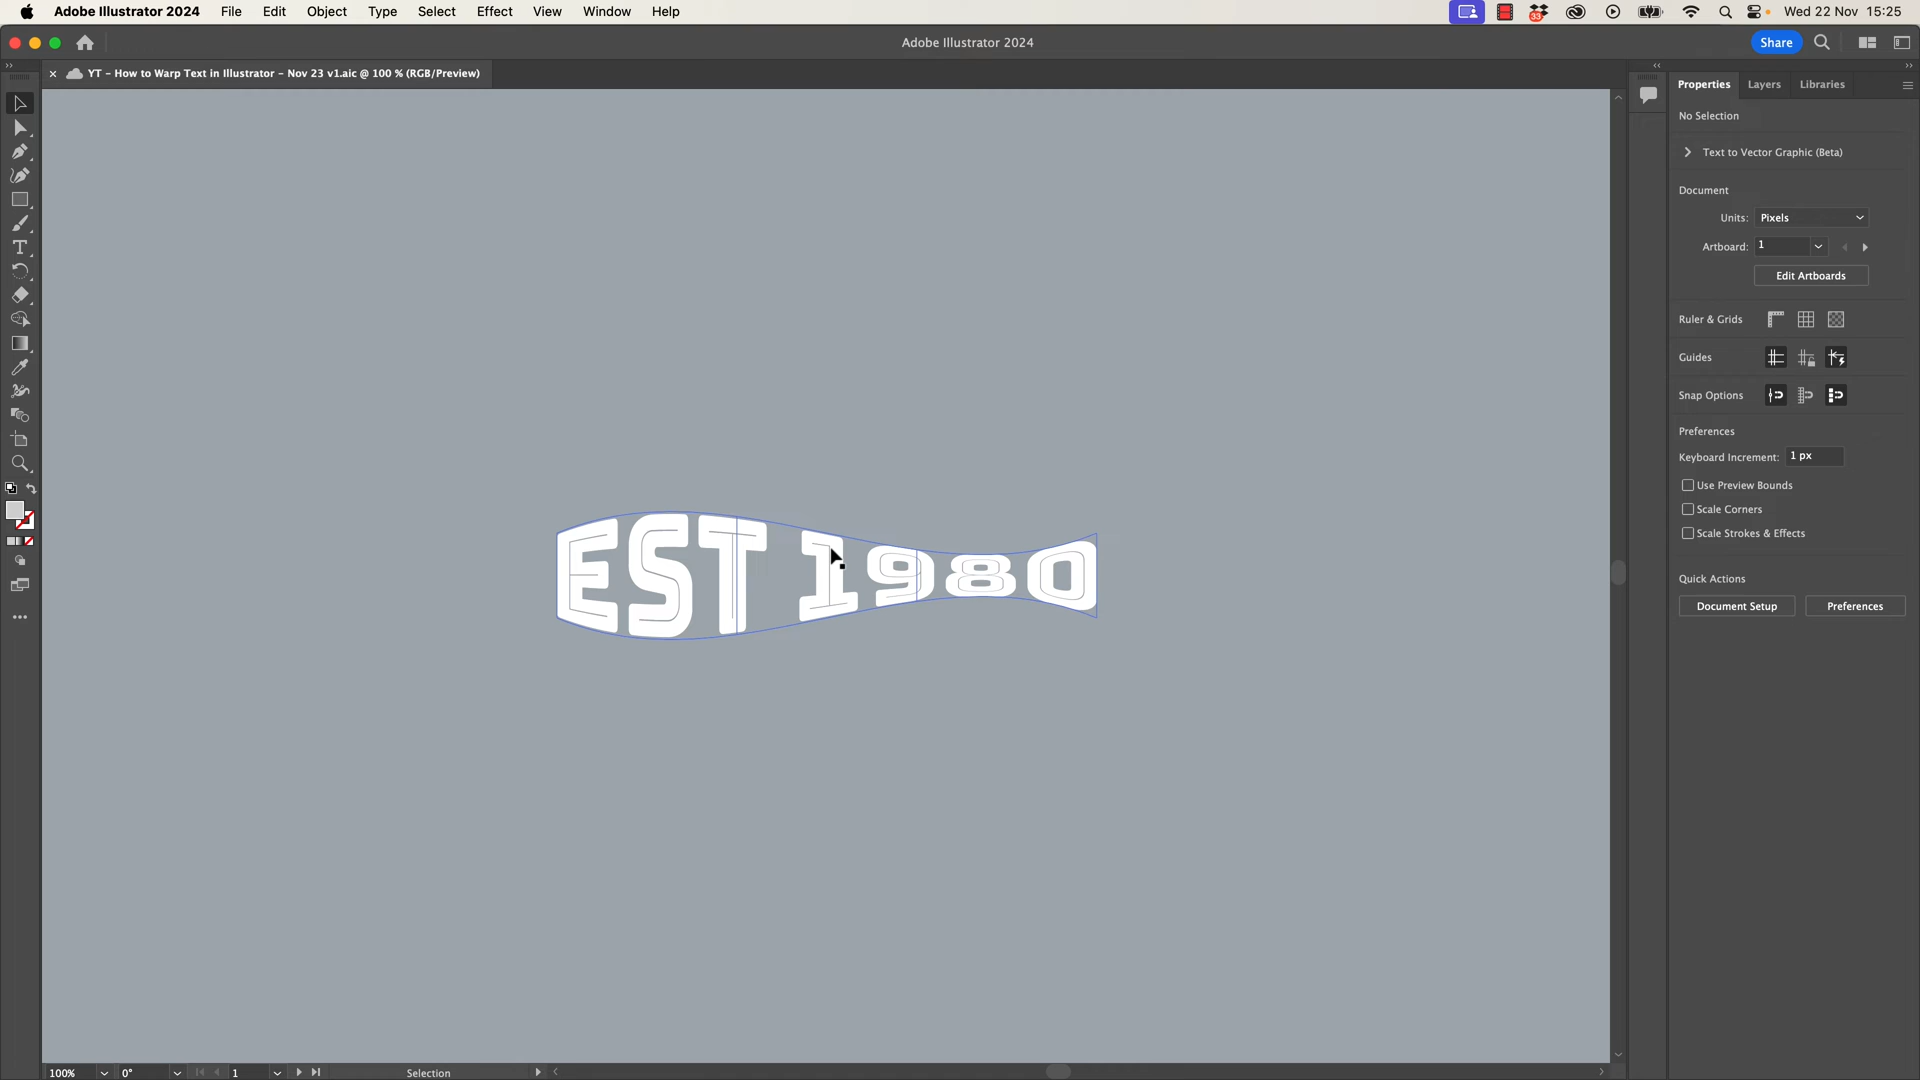 Adobe Illustrator 2024 File Edit Object Type Select Effect View Window Help 33 Wed 22 Nov 15:25
Adobe Illustrator 2024 Share
× YT - How to Warp Text in Illustrator - Nov 23 v1.aic @ 100 % (RGB/Preview)
Properties Layers Libraries
No Selection
Text to Vector Graphic (Beta)
Document
Units: Pixels
Artboard: 1
Edit Artboards
Ruler & Grids
Guides
Snap Options
Preferences
Keyboard Increment: 1 px
Use Preview Bounds
Scale Corners
Scale Strokes & Effects
Quick Actions
Document Setup Preferences
EST 1980
100% 0° 1 Selection